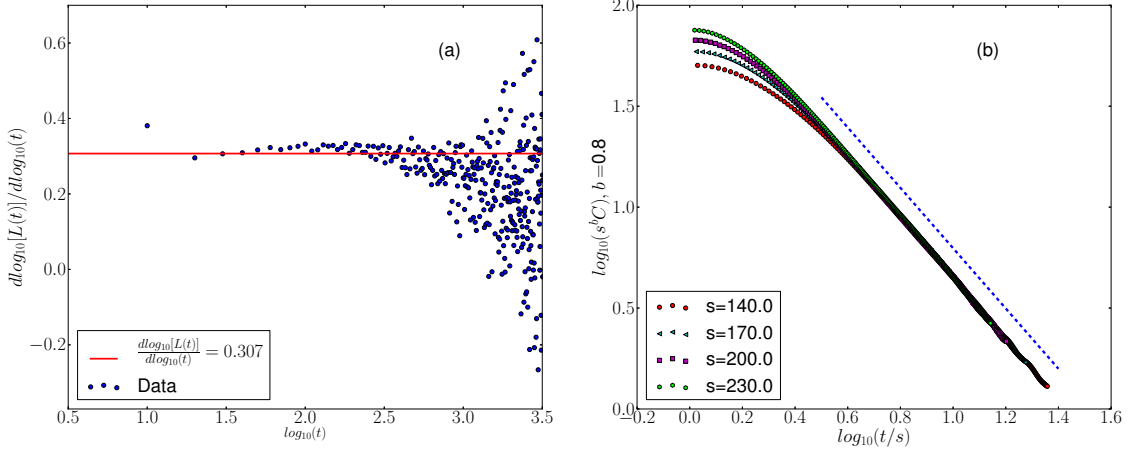 (a)
0.6
0.4
0.2
0.0
−0.2
dlog₁₀[L(t)]/dlog₁₀(t)
dlog₁₀[L(t)]/dlog₁₀(t) = 0.307
Data
0.5 1.0 1.5 2.0 2.5 3.0 3.5
log₁₀(t)
(b)
2.0
1.5
1.0
0.5
0.0
log₁₀(sᵇC), b = 0.8
s=140.0
s=170.0
s=200.0
s=230.0
−0.2 0.0 0.2 0.4 0.6 0.8 1.0 1.2 1.4 1.6
log₁₀(t/s)